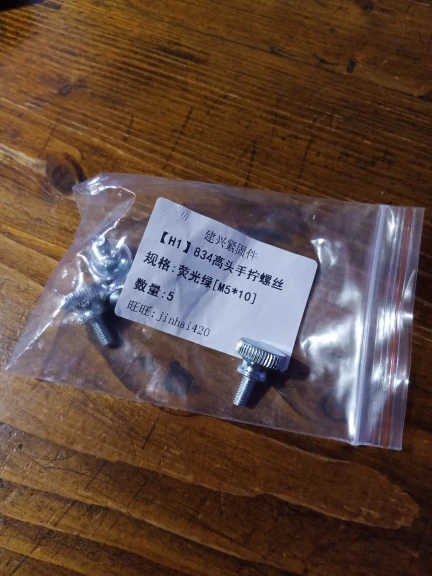 建兴紧固件
【H1】B34高头手拧螺丝
规格:荧光绿[M5*10]
数量:5
旺旺:jinhai420